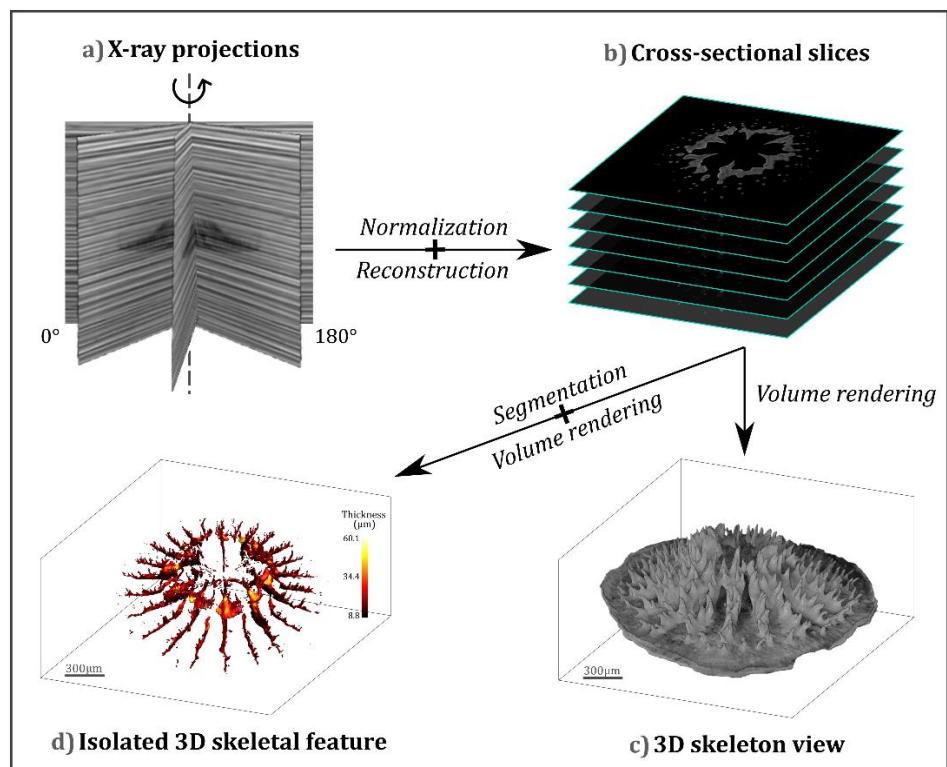 a) X-ray projections
b) Cross-sectional slices
Normalization
Reconstruction
0°
180°
Segmentation
Volume rendering
Volume rendering
Thickness
(µm)
60.1
34.4
8.8
300µm
300µm
d) Isolated 3D skeletal feature
c) 3D skeleton view